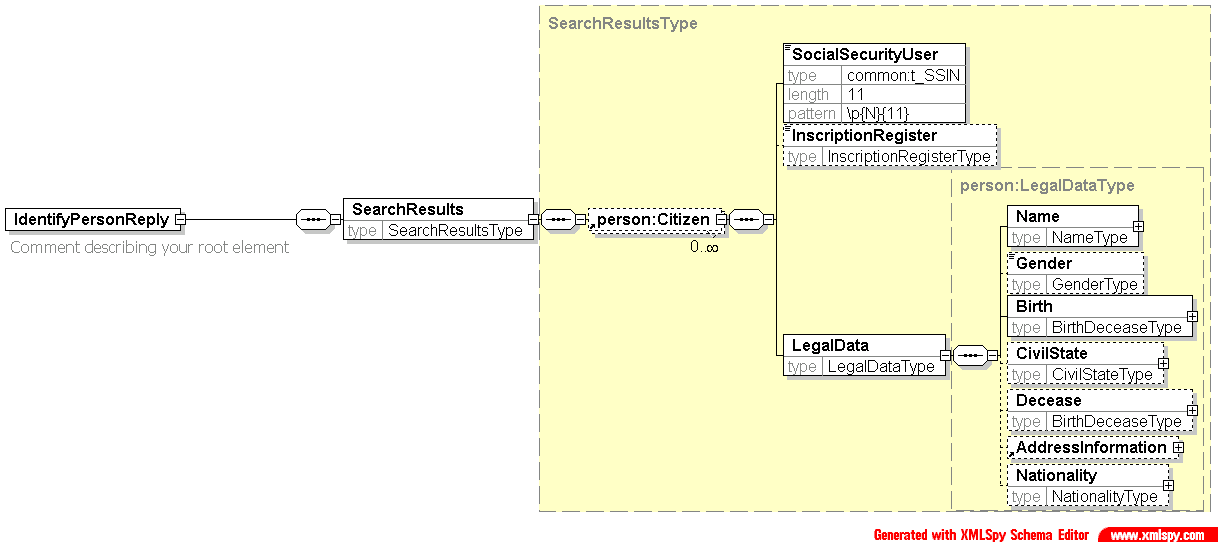 SearchResultsType
SocialSecurityUser
type common:t_SSIN
length 11
pattern \p{N}{11}
InscriptionRegister
type InscriptionRegisterType
person:LegalDataType
IdentifyPersonReply
Comment describing your root element
SearchResults
type SearchResultsType
person:Citizen
0..∞
LegalData
type LegalDataType
Name
type NameType
Gender
type GenderType
Birth
type BirthDeceaseType
CivilState
type CivilStateType
Decease
type BirthDeceaseType
AddressInformation
Nationality
type NationalityType
Generated with XMLSpy Schema Editor www.xmlspy.com